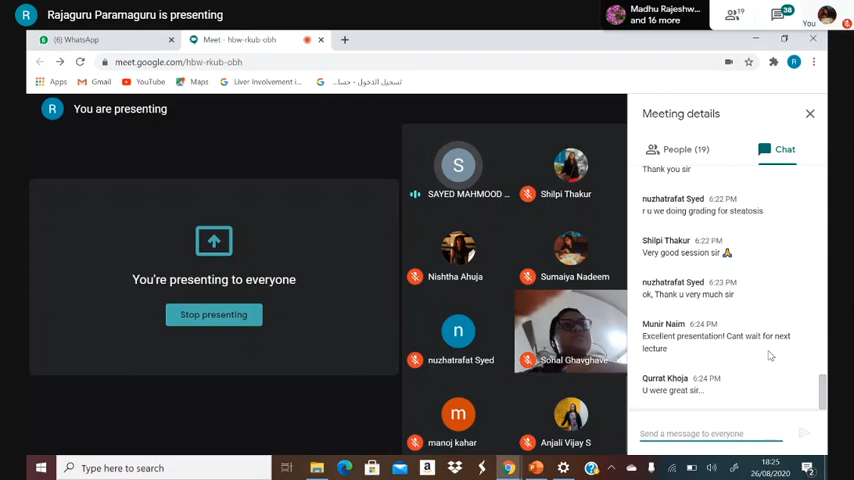 R Rajaguru Paramaguru is presenting
Madhu Rajeshw...
and 16 more
19
38
You
(6) WhatsApp
Meet - hbw-rkub-obh
meet.google.com/hbw-rkub-obh
R
Apps
Gmail
YouTube
Maps
Liver Involvement i...
تسجيل الدخول - حسا...
R You are presenting
You're presenting to everyone
Stop presenting
S
SAYED MAHMOOD ...
Shilpi Thakur
Nishtha Ahuja
Sumaiya Nadeem
n
nuzhatrafat Syed
Sonal Ghavghave
m
manoj kahar
Anjali Vijay S
Meeting details
People (19)
Chat
Thank you sir
nuzhatrafat Syed 6:22 PM
r u we doing grading for steatosis
Shilpi Thakur 6:22 PM
Very good session sir 🙏
nuzhatrafat Syed 6:23 PM
ok, Thank u very much sir
Munir Naim 6:24 PM
Excellent presentation! Cant wait for next
lecture
Qurrat Khoja 6:24 PM
U were great sir...
Send a message to everyone
Type here to search
a
18:25
26/08/2020
2